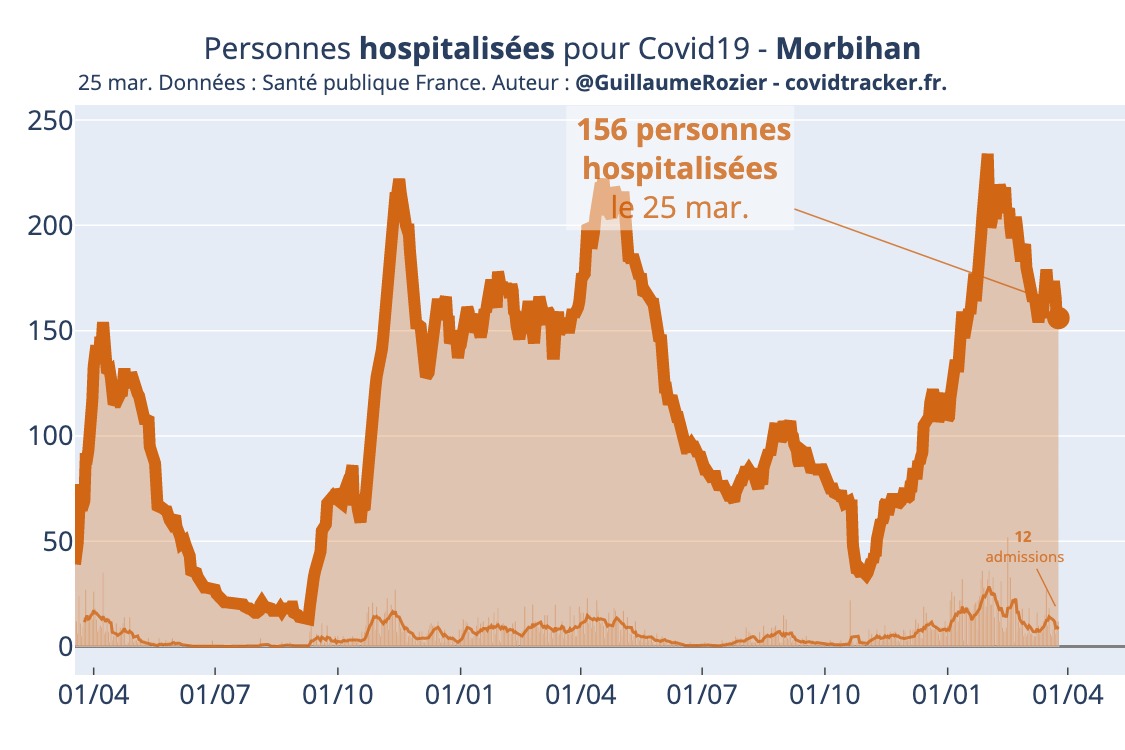 Personnes hospitalisées pour Covid19 - Morbihan
25 mar. Données : Santé publique France. Auteur : @GuillaumeRozier - covidtracker.fr.
250
156 personnes
hospitalisées
le 25 mar.
200
150
100
50
12
admissions
0
01/04 01/07 01/10 01/01 01/04 01/07 01/10 01/01 01/04